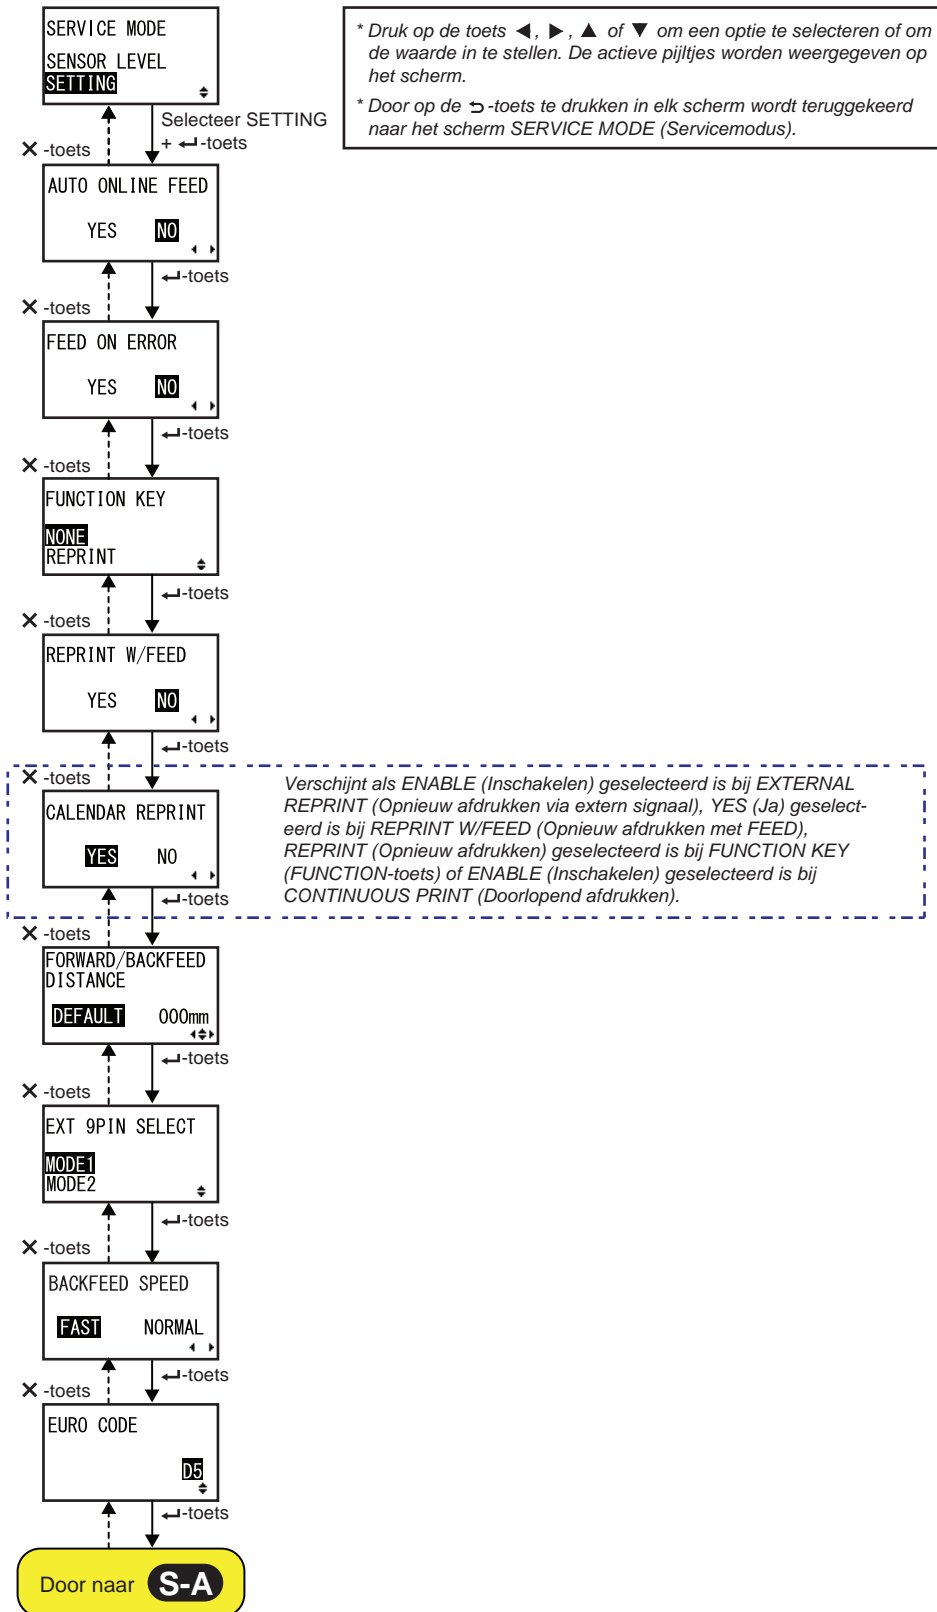 SERVICE MODE
SENSOR LEVEL
SETTING
* Druk op de toets ◀, ▶, ▲ of ▼ om een optie te selecteren of om
de waarde in te stellen. De actieve pijltjes worden weergegeven op
het scherm.
* Door op de ⮌-toets te drukken in elk scherm wordt teruggekeerd
naar het scherm SERVICE MODE (Servicemodus).
Selecteer SETTING
+ ↵-toets
✕ -toets
AUTO ONLINE FEED
YES NO
↵-toets
✕ -toets
FEED ON ERROR
YES NO
↵-toets
✕ -toets
FUNCTION KEY
NONE
REPRINT
↵-toets
✕ -toets
REPRINT W/FEED
YES NO
↵-toets
✕ -toets
CALENDAR REPRINT
YES NO
↵-toets
Verschijnt als ENABLE (Inschakelen) geselecteerd is bij EXTERNAL
REPRINT (Opnieuw afdrukken via extern signaal), YES (Ja) geselect-
eerd is bij REPRINT W/FEED (Opnieuw afdrukken met FEED),
REPRINT (Opnieuw afdrukken) geselecteerd is bij FUNCTION KEY
(FUNCTION-toets) of ENABLE (Inschakelen) geselecteerd is bij
CONTINUOUS PRINT (Doorlopend afdrukken).
✕ -toets
FORWARD/BACKFEED
DISTANCE
DEFAULT 000mm
↵-toets
✕ -toets
EXT 9PIN SELECT
MODE1
MODE2
↵-toets
✕ -toets
BACKFEED SPEED
FAST NORMAL
↵-toets
✕ -toets
EURO CODE
D5
↵-toets
Door naar S-A